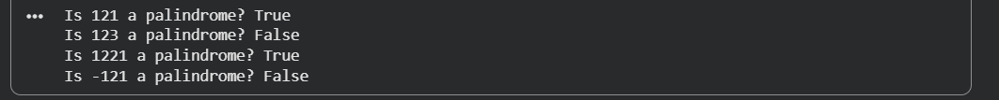 Is 121 a palindrome? True
Is 123 a palindrome? False
Is 1221 a palindrome? True
Is -121 a palindrome? False